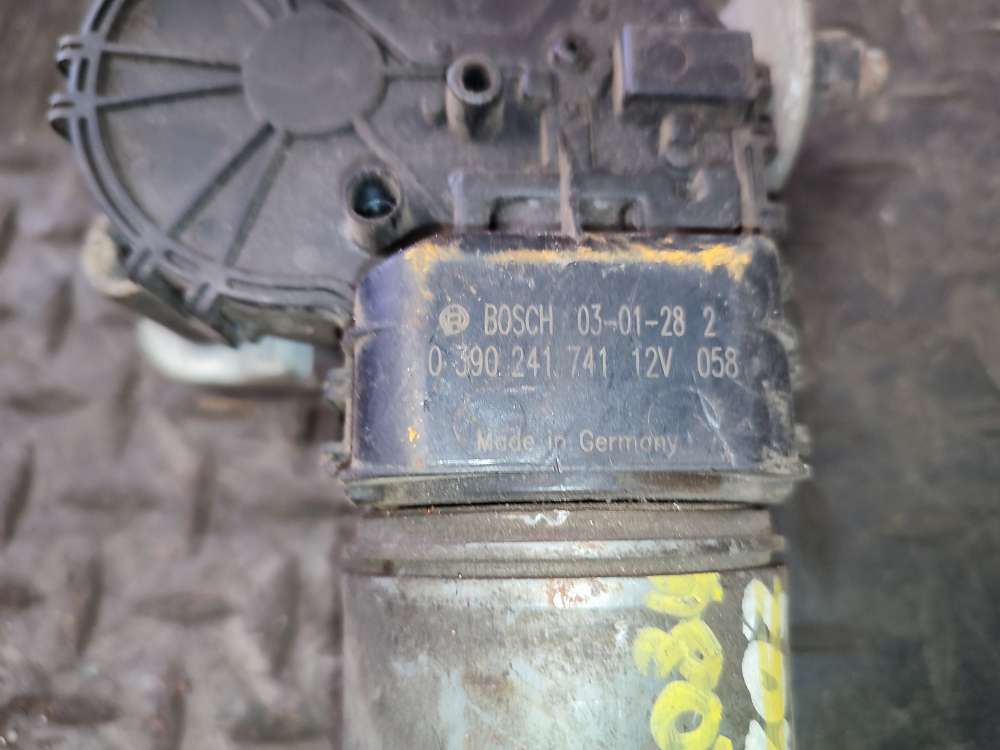 BOSCH 03-01-28 2
0 390 241 741 12V 058
Made in Germany